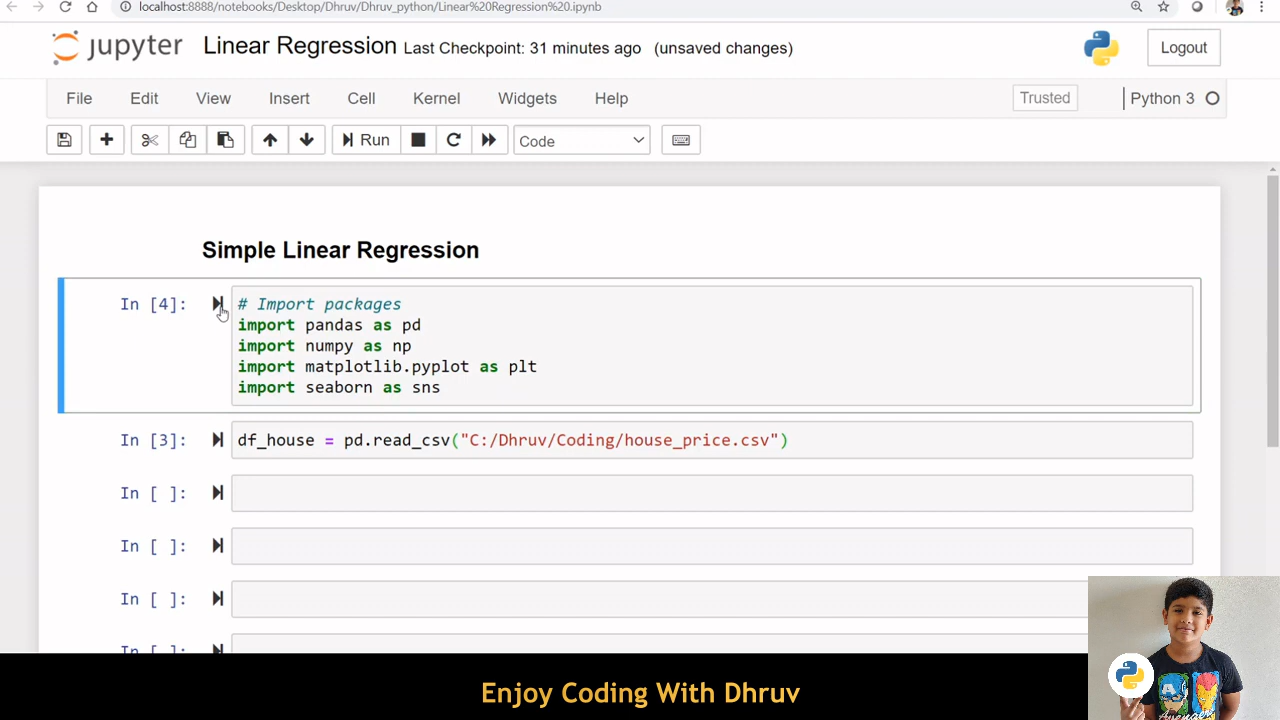 localhost:8888/notebooks/Desktop/Dhruv/Dhruv_python/Linear%20Regression%20.ipynb
jupyter Linear Regression Last Checkpoint: 31 minutes ago (unsaved changes) Logout
File Edit View Insert Cell Kernel Widgets Help Trusted Python 3
Run Code
Simple Linear Regression
In [4]: # Import packages
import pandas as pd
import numpy as np
import matplotlib.pyplot as plt
import seaborn as sns
In [3]: df_house = pd.read_csv("C:/Dhruv/Coding/house_price.csv")
In [ ]:
In [ ]:
In [ ]:
In [ ]:
Enjoy Coding With Dhruv